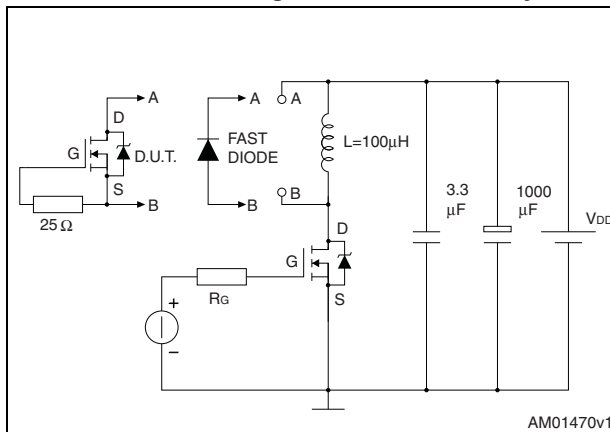 A
A
A
D
FAST
DIODE
L=100μH
G
D.U.T.
S
B
B
B
3.3
μF
1000
μF
VDD
25 Ω
D
G
S
RG
+
−
AM01470v1